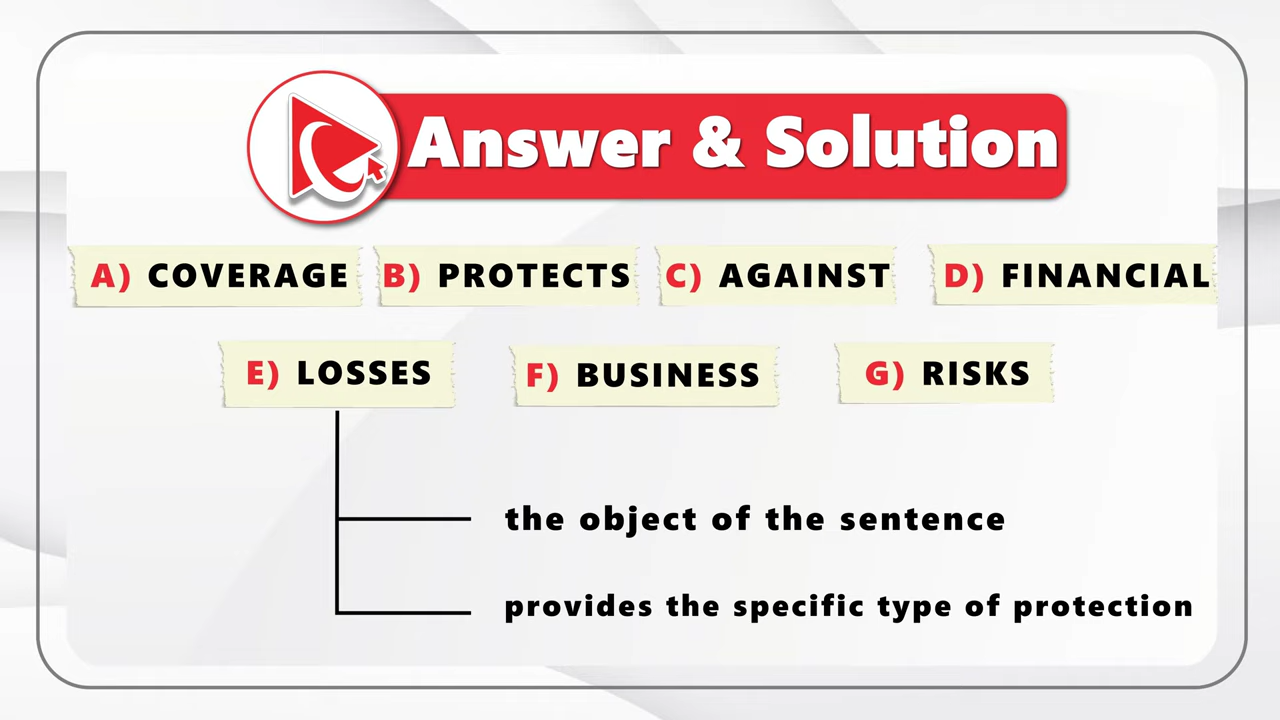 Answer & Solution
A) COVERAGE B) PROTECTS C) AGAINST D) FINANCIAL
E) LOSSES F) BUSINESS G) RISKS
the object of the sentence
provides the specific type of protection